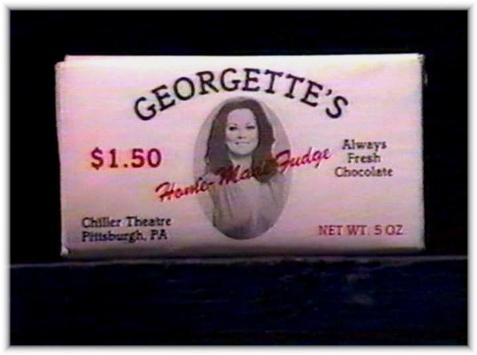 GEORGETTE'S
$1.50
Home-Made Fudge
Always
Fresh
Chocolate
Chiller Theatre
Pittsburgh, PA
NET WT. 5 OZ